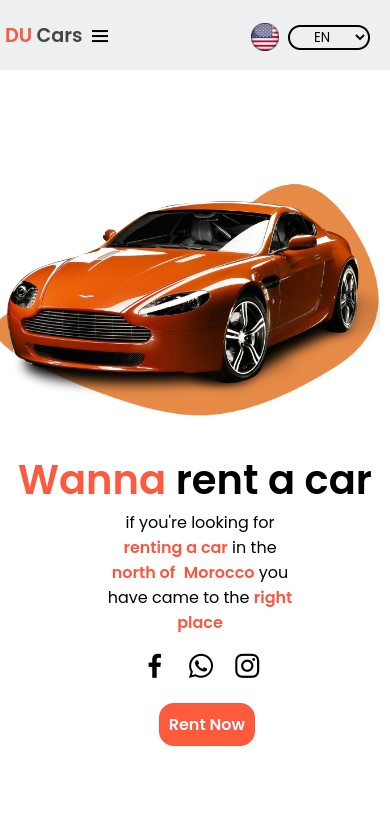 DU Cars
EN
Wanna rent a car
if you're looking for
renting a car in the
north of  Morocco you
have came to the right
place
Rent Now